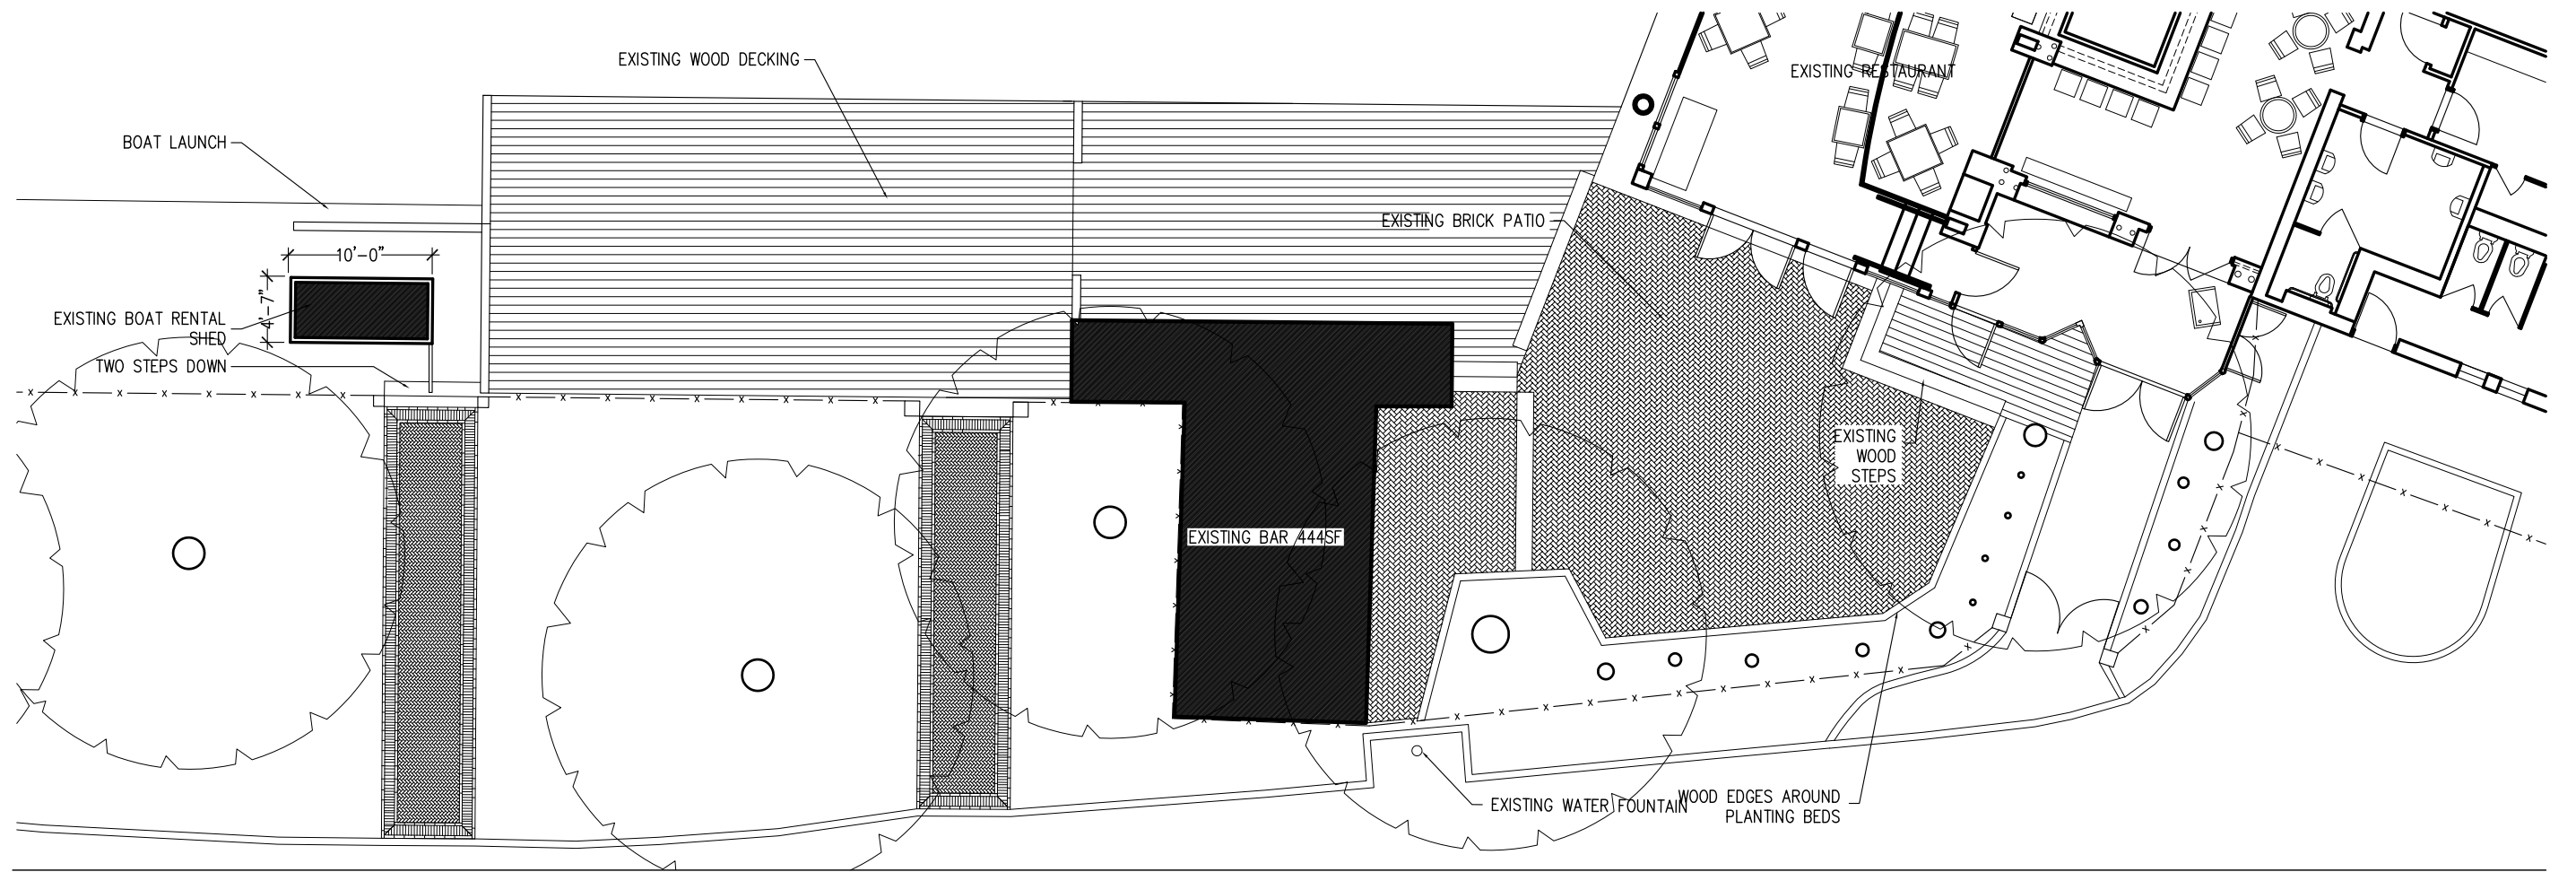 EXISTING WOOD DECKING
EXISTING RESTAURANT
BOAT LAUNCH
EXISTING BRICK PATIO
10'-0"
4'-7"
EXISTING BOAT RENTAL
SHED
TWO STEPS DOWN
EXISTING
WOOD
STEPS
EXISTING BAR 444SF
EXISTING WATER FOUNTAIN
WOOD EDGES AROUND
PLANTING BEDS